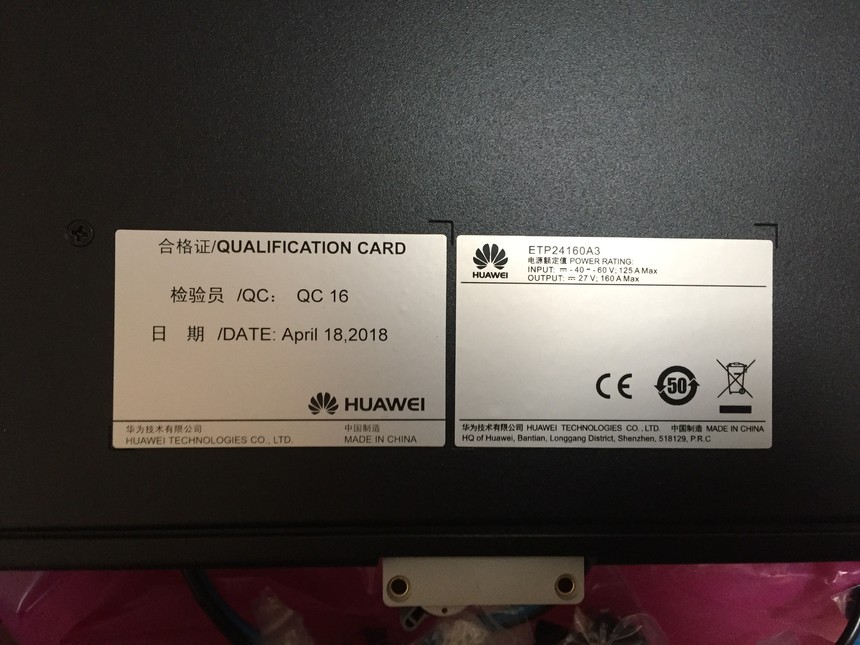 合格证/QUALIFICATION CARD
检验员 /QC: QC 16
日 期 /DATE: April 18,2018
HUAWEI
华为技术有限公司
HUAWEI TECHNOLOGIES CO., LTD.
中国制造
MADE IN CHINA
HUAWEI
ETP24160A3
电源额定值 POWER RATING:
INPUT: ⎓ - 40 - - 60 V; 125 A Max
OUTPUT: ⎓ 27 V; 160 A Max
CE
50
华为技术有限公司 HUAWEI TECHNOLOGIES CO., LTD. 中国制造 MADE IN CHINA
HQ of Huawei, Bantian, Longgang District, Shenzhen, 518129, P.R.C